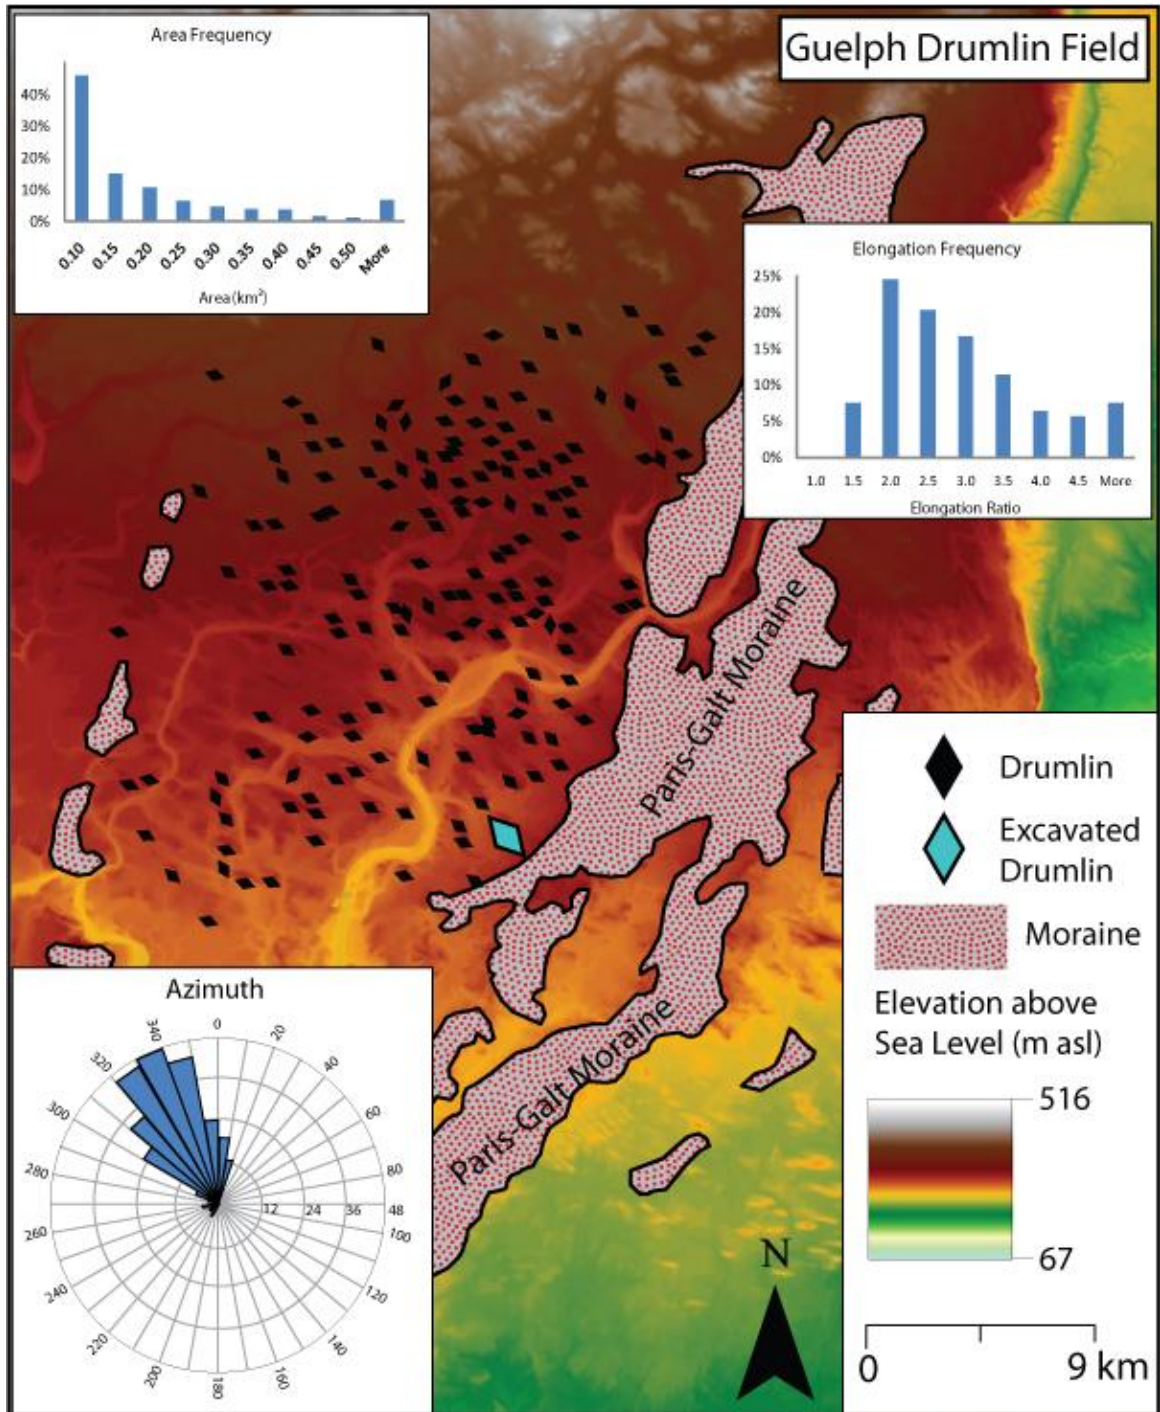 Guelph Drumlin Field
Area Frequency
40%
30%
20%
10%
0%
0.10 0.15 0.20 0.25 0.30 0.35 0.40 0.45 0.50 More
Area (km²)
Elongation Frequency
25%
20%
15%
10%
5%
0%
1.0 1.5 2.0 2.5 3.0 3.5 4.0 4.5 More
Elongation Ratio
Paris-Galt Moraine
Paris-Galt Moraine
Drumlin
Excavated
Drumlin
Moraine
Elevation above
Sea Level (m asl)
516
67
0 9 km
N
Azimuth
0
20
40
60
80
100
120
140
160
180
200
220
240
260
280
300
320
340
12 24 36 48